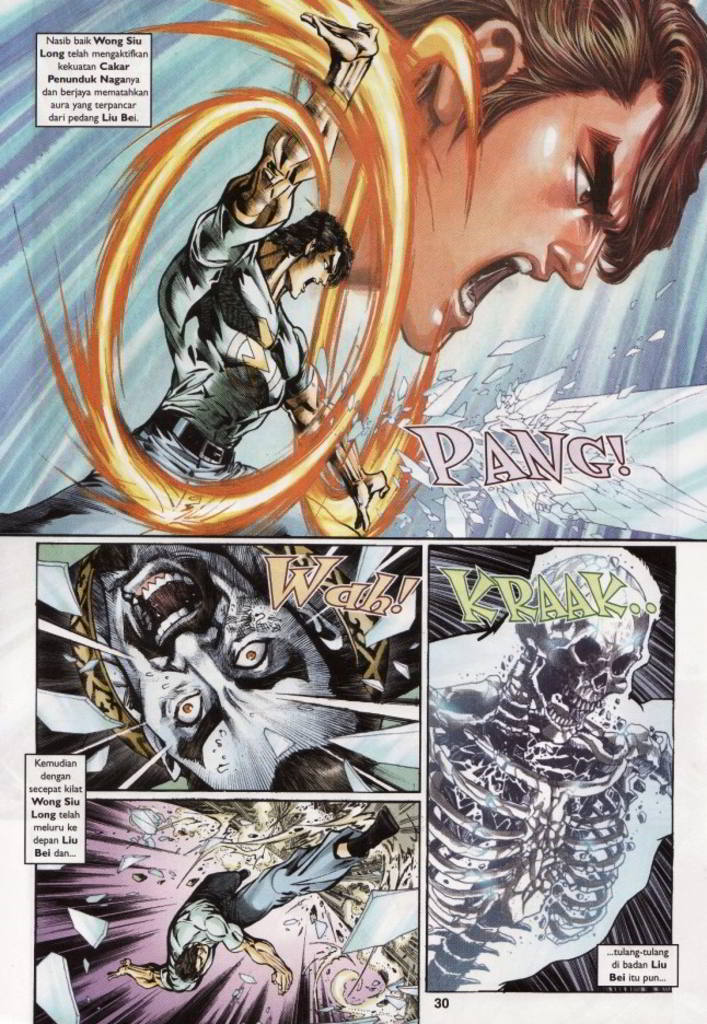 Nasib baik Wong Siu
Long telah mengaktifkan
kekuatan Cakar
Penunduk Naganya
dan berjaya mematahkan
aura yang terpancar
dari pedang Liu Bei.
PANG!
Wah!
KRAAK..
Kemudian
dengan
secepat kilat
Wong Siu
Long telah
meluru ke
depan Liu
Bei dan...
...tulang-tulang
di badan Liu
Bei itu pun...
30